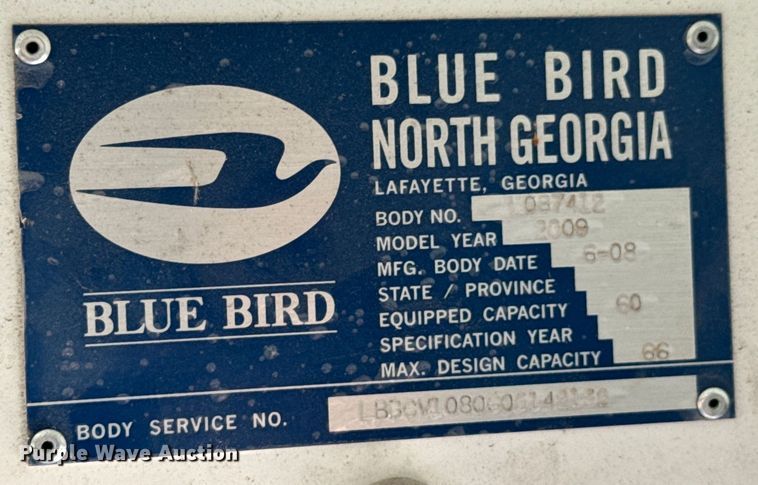 BLUE BIRD
NORTH GEORGIA
LAFAYETTE, GEORGIA
BODY NO. L087412
MODEL YEAR 2009
MFG. BODY DATE 6-08
STATE / PROVINCE
EQUIPPED CAPACITY 60
SPECIFICATION YEAR
MAX. DESIGN CAPACITY 66
BLUE BIRD
BODY SERVICE NO.
Purple Wave Auction